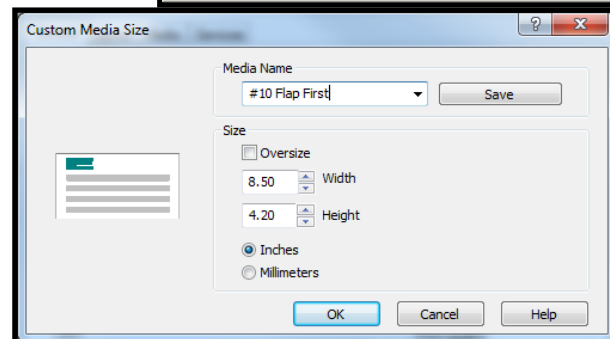 Custom Media Size
Media Name
#10 Flap First
Save
Size
Oversize
8.50 Width
4.20 Height
Inches
Millimeters
OK Cancel Help